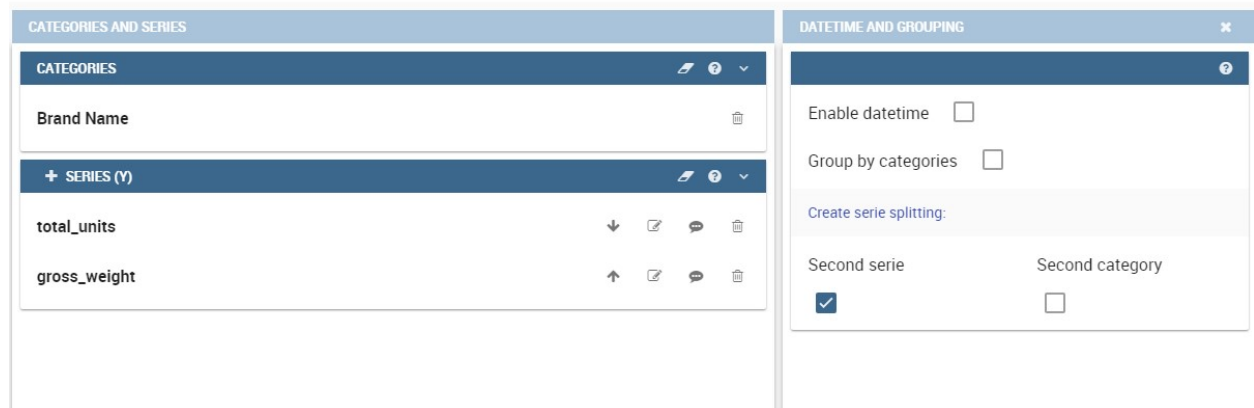 CATEGORIES AND SERIES
CATEGORIES
Brand Name
+ SERIES (Y)
total_units
gross_weight
DATETIME AND GROUPING
Enable datetime
Group by categories
Create serie splitting:
Second serie Second category